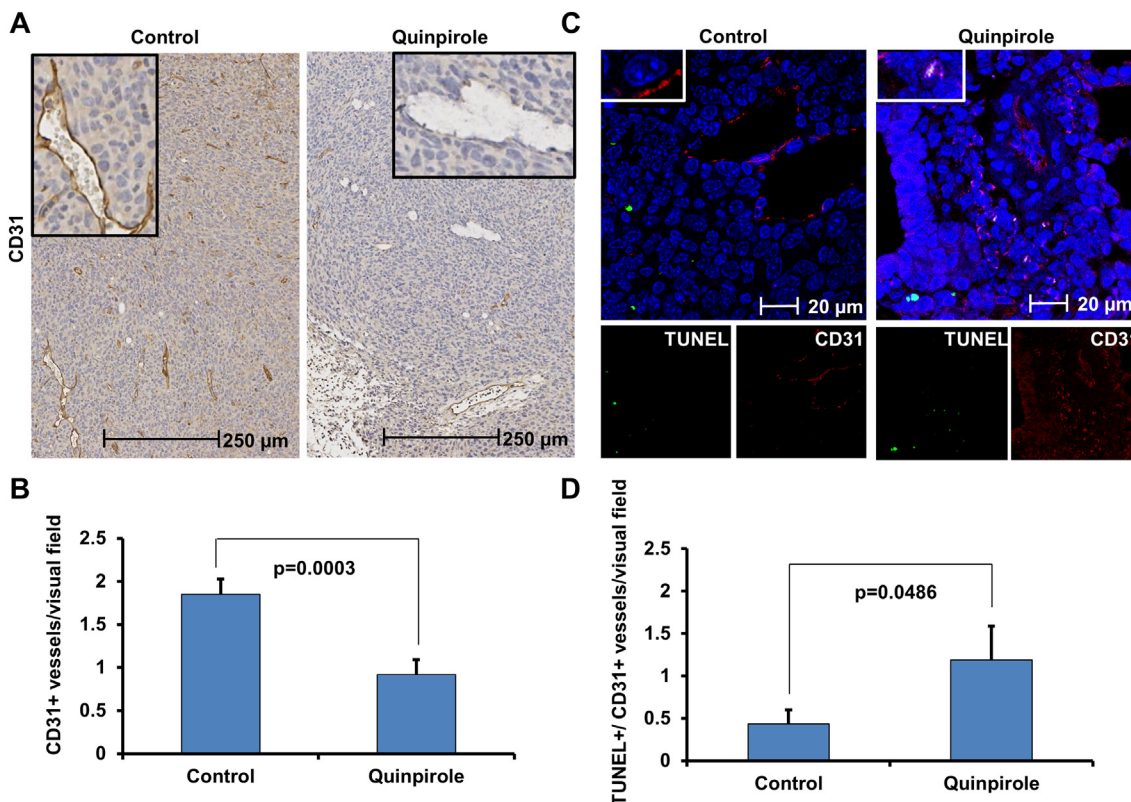 A
Control
Quinpirole
CD31
250 µm
250 µm
C
Control
Quinpirole
20 µm
20 µm
TUNEL
CD31
TUNEL
CD31
B
CD31+ vessels/visual field
2.5
2
1.5
1
0.5
0
p=0.0003
Control
Quinpirole
D
TUNEL+/ CD31+ vessels/visual field
2.5
2
1.5
1
0.5
0
p=0.0486
Control
Quinpirole